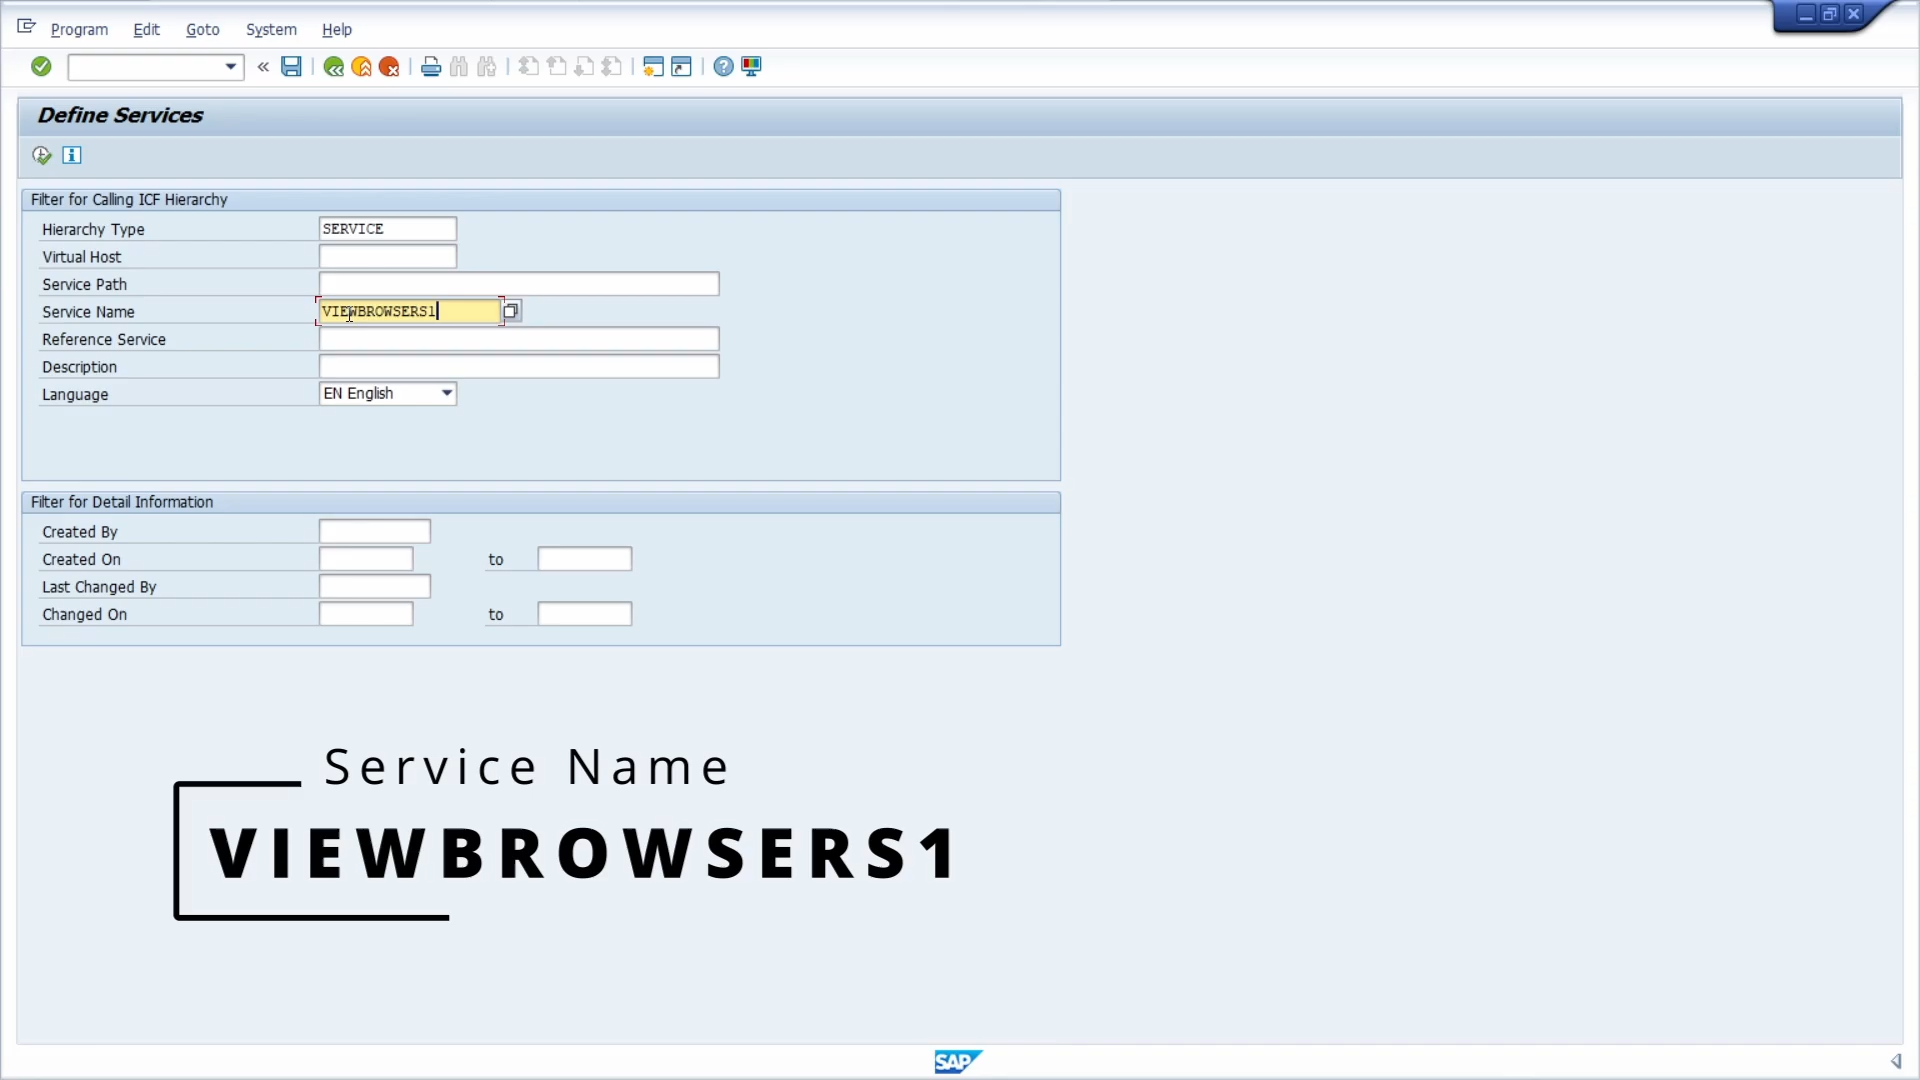 Program Edit Goto System Help
Define Services
Filter for Calling ICF Hierarchy
Hierarchy Type SERVICE
Virtual Host
Service Path
Service Name VIEWBROWSERS1
Reference Service
Description
Language EN English
Filter for Detail Information
Created By
Created On to
Last Changed By
Changed On to
Service Name
VIEWBROWSERS1
SAP